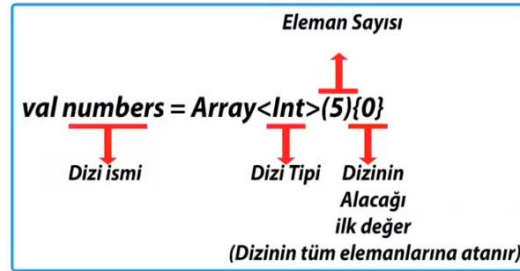 Eleman Sayısı
val numbers = Array<Int>(5){0}
Dizi ismi
Dizi Tipi
Dizinin
Alacağı
ilk değer
(Dizinin tüm elemanlarına atanır)